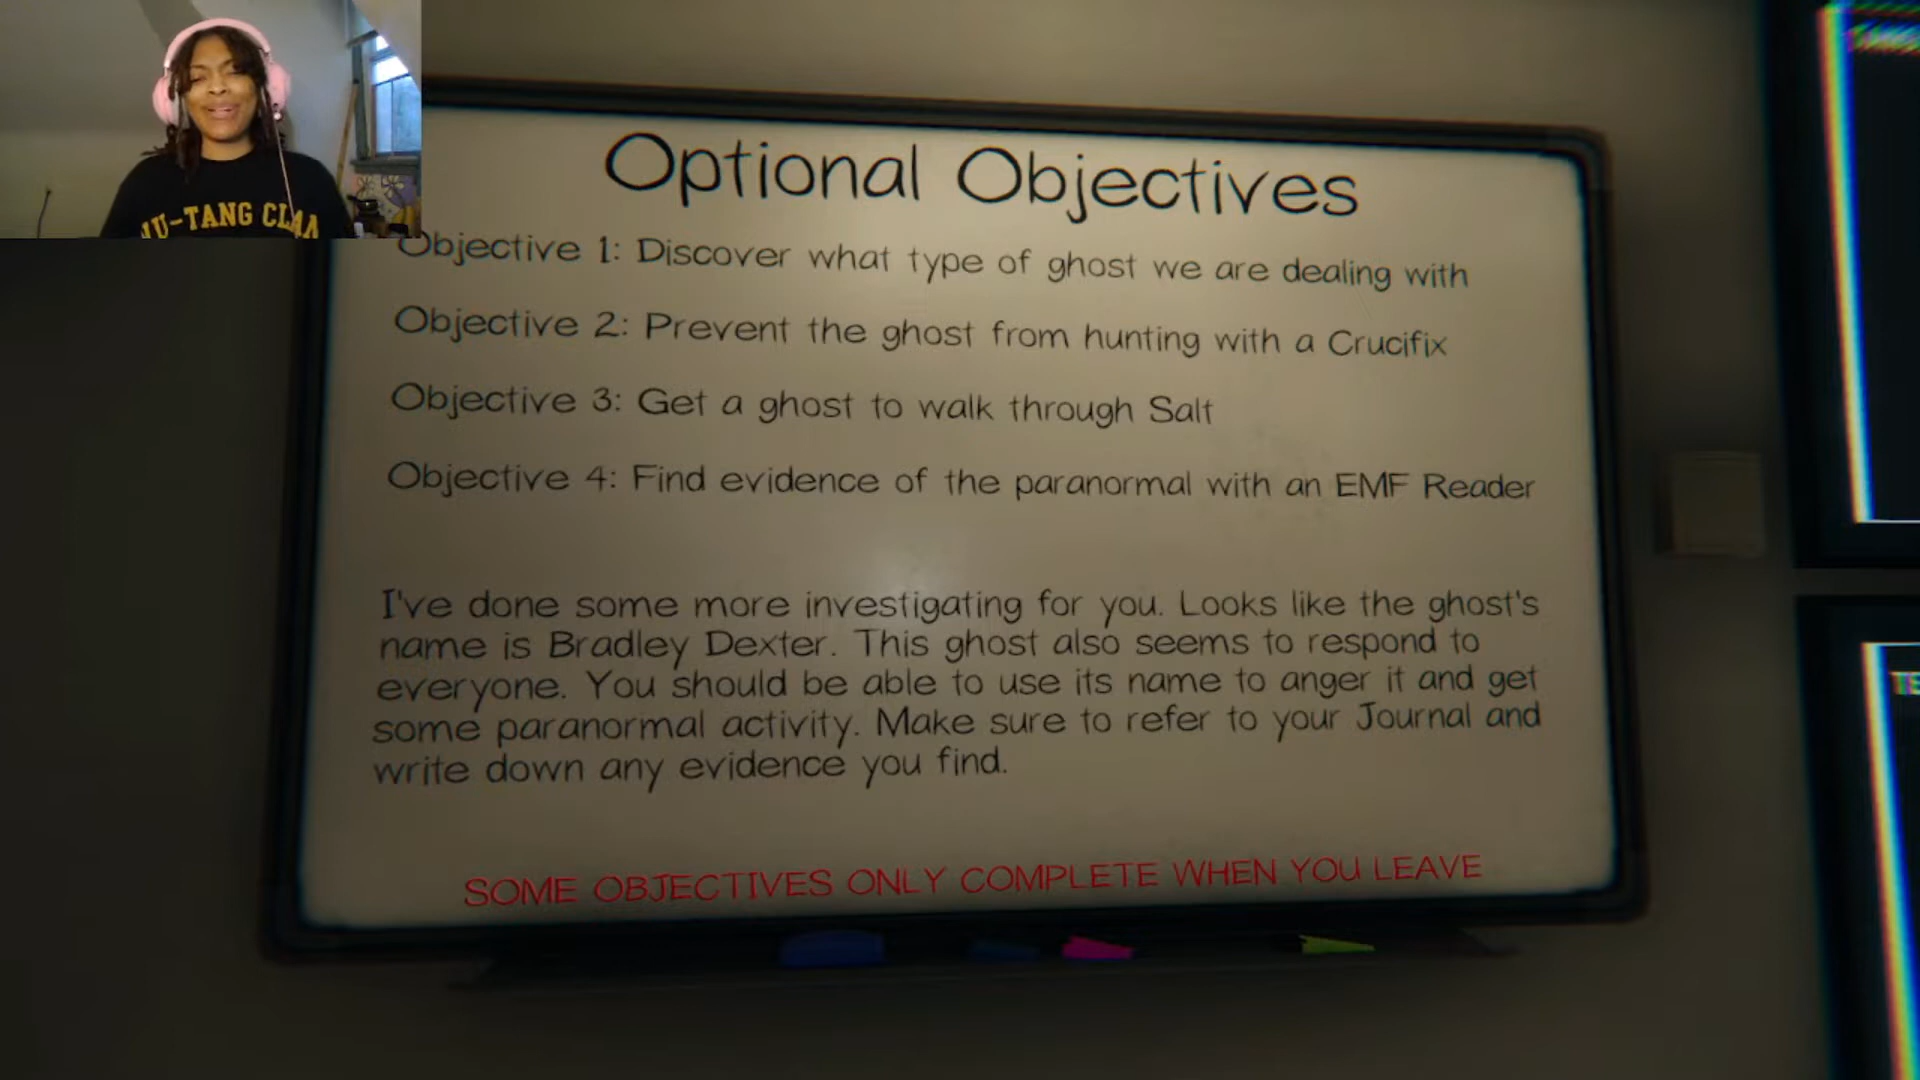 WU-TANG CLAN
Optional Objectives
Objective 1: Discover what type of ghost we are dealing with
Objective 2: Prevent the ghost from hunting with a Crucifix
Objective 3: Get a ghost to walk through Salt
Objective 4: Find evidence of the paranormal with an EMF Reader
I've done some more investigating for you. Looks like the ghost's
name is Bradley Dexter. This ghost also seems to respond to
everyone. You should be able to use its name to anger it and get
some paranormal activity. Make sure to refer to your Journal and
write down any evidence you find.
SOME OBJECTIVES ONLY COMPLETE WHEN YOU LEAVE
TE